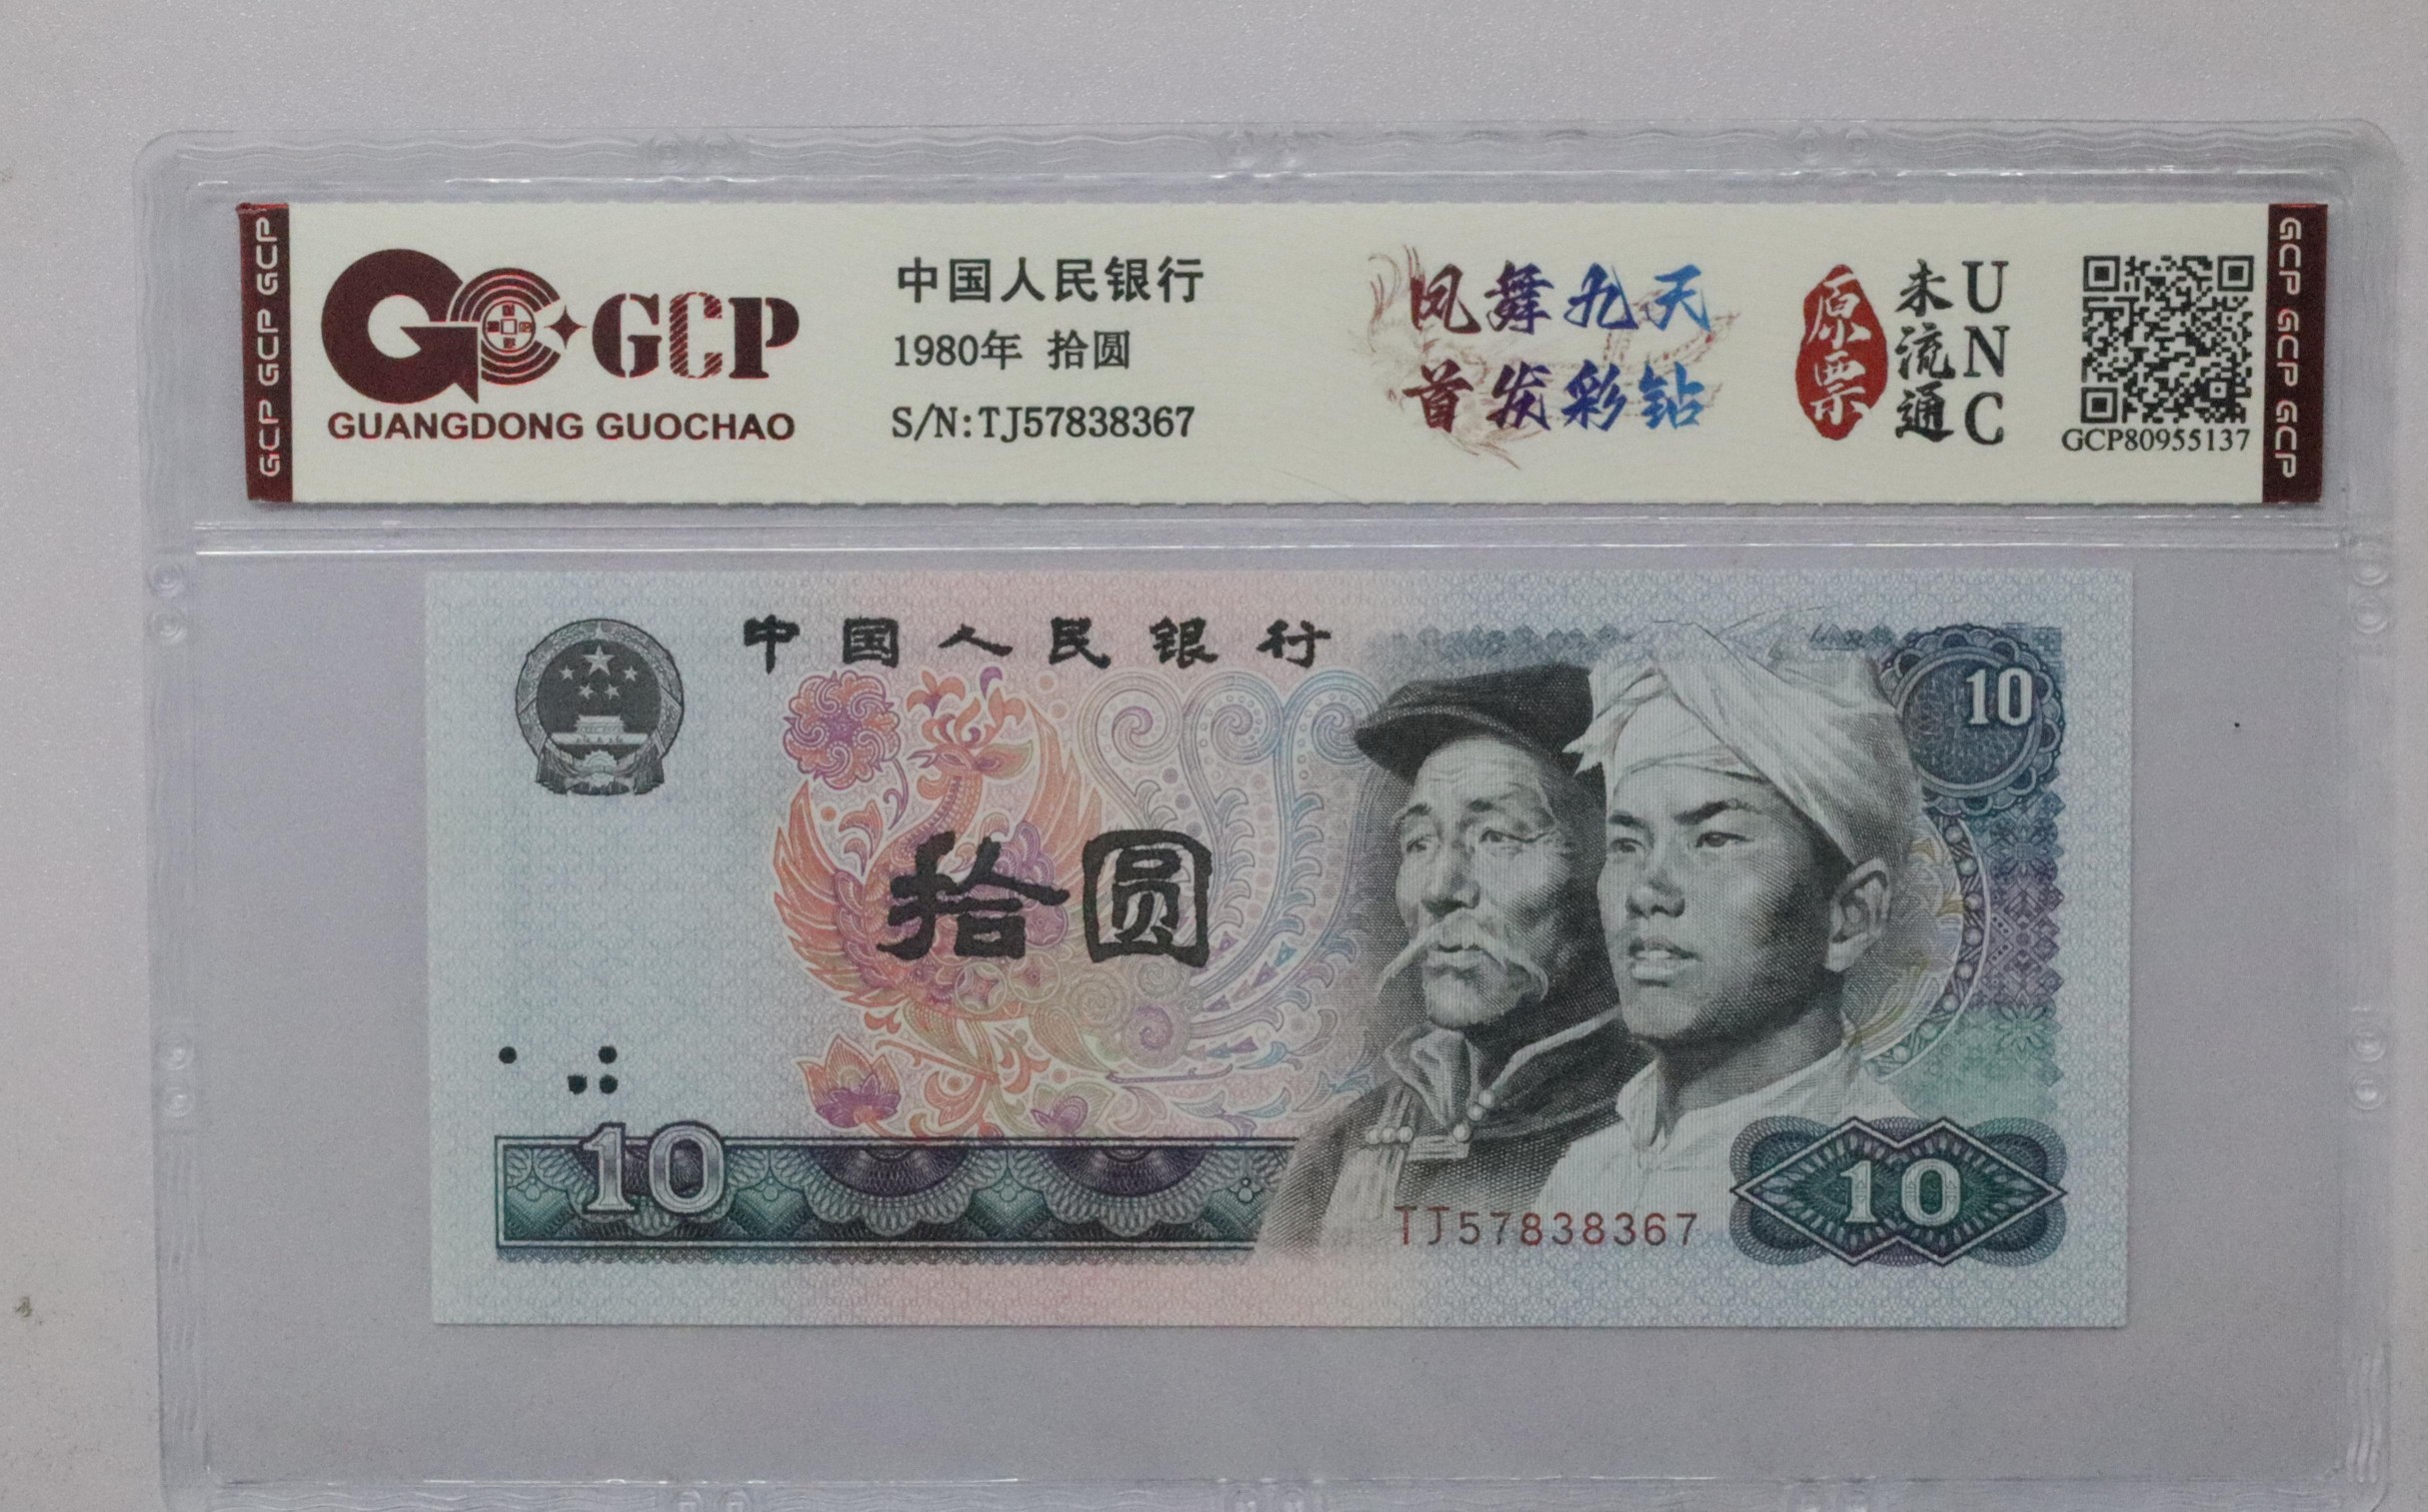 GCP GCP GCP
GCP
GUANGDONG GUOCHAO
中国人民银行
1980年 拾圆
S/N:TJ57838367
凤舞九天
首发彩钻
原票
未流通
UNC
GCP80955137
GCP GCP GCP
中国人民银行
10
拾圆
10
TJ57838367
10